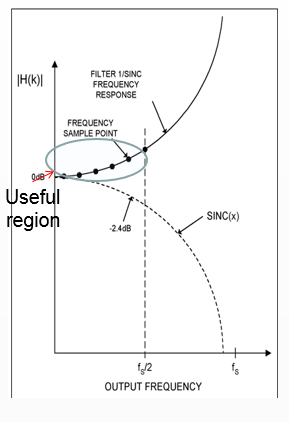 |H(k)|
FILTER 1/SINC
FREQUENCY
RESPONSE
FREQUENCY
SAMPLE POINT
0dB
Useful
region
-2.4dB
SINC(x)
fS/2
fS
OUTPUT FREQUENCY